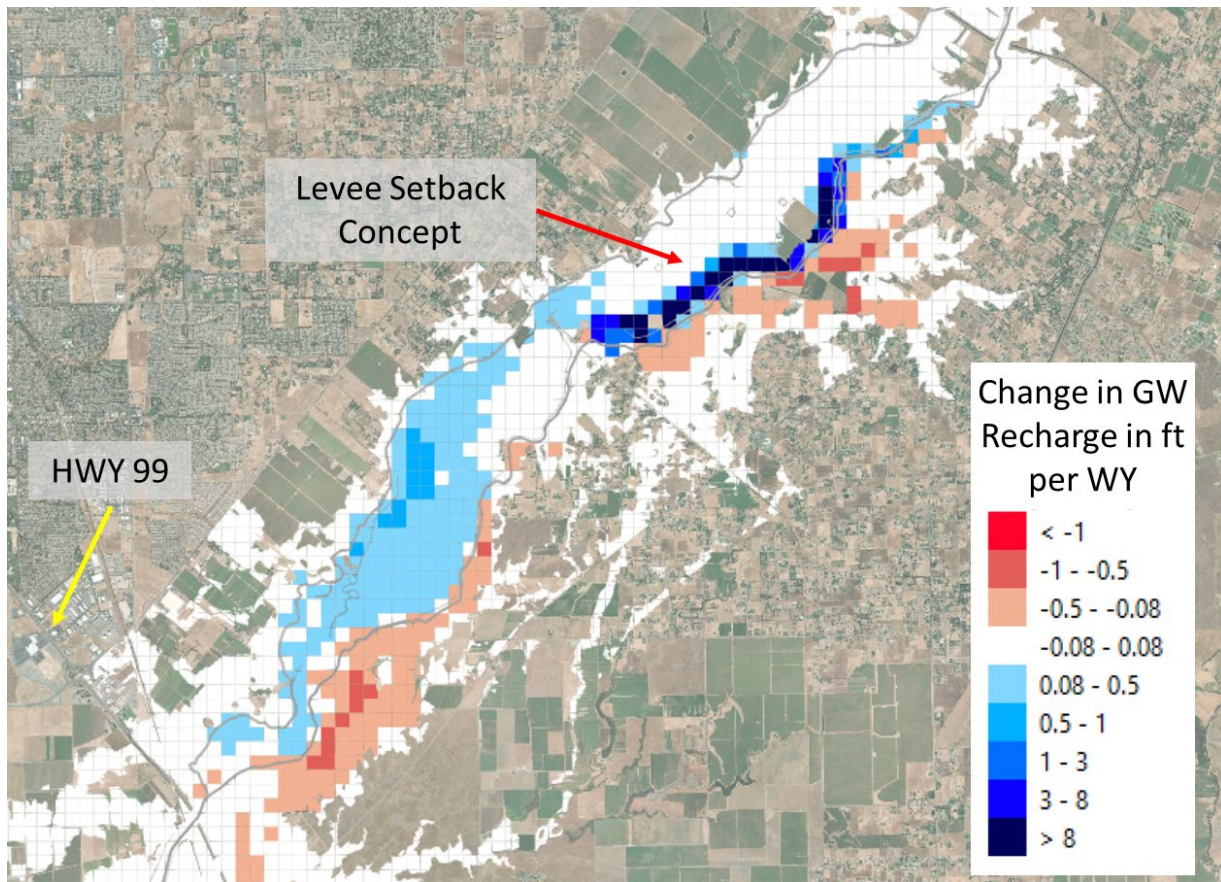 Levee Setback
Concept
HWY 99
Change in GW
Recharge in ft
per WY
< -1
-1 - -0.5
-0.5 - -0.08
-0.08 - 0.08
0.08 - 0.5
0.5 - 1
1 - 3
3 - 8
> 8